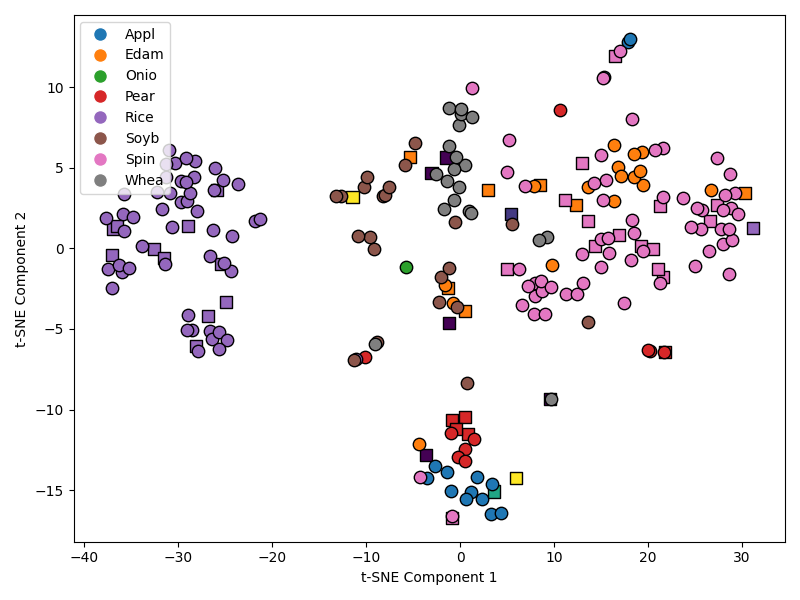 Appl
Edam
Onio
Pear
Rice
Soyb
Spin
Whea
10
5
0
−5
−10
−15
−40
−30
−20
−10
0
10
20
30
t-SNE Component 1
t-SNE Component 2